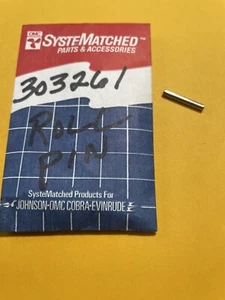 OMC
SYSTEMATCHED™
PARTS & ACCESSORIES
303261
ROLL
PIN
SysteMatched Products For
JOHNSON•OMC COBRA•EVINRUDE